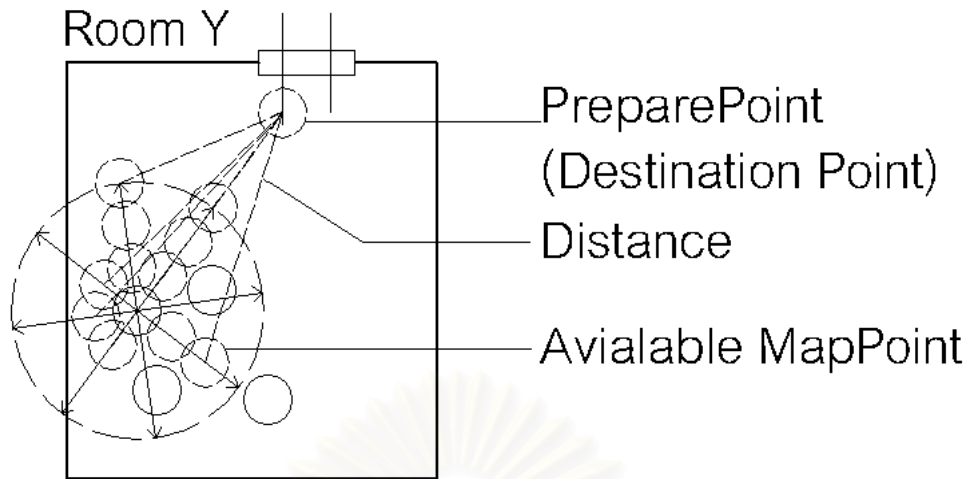 Room Y
PreparePoint
(Destination Point)
Distance
Avialable MapPoint